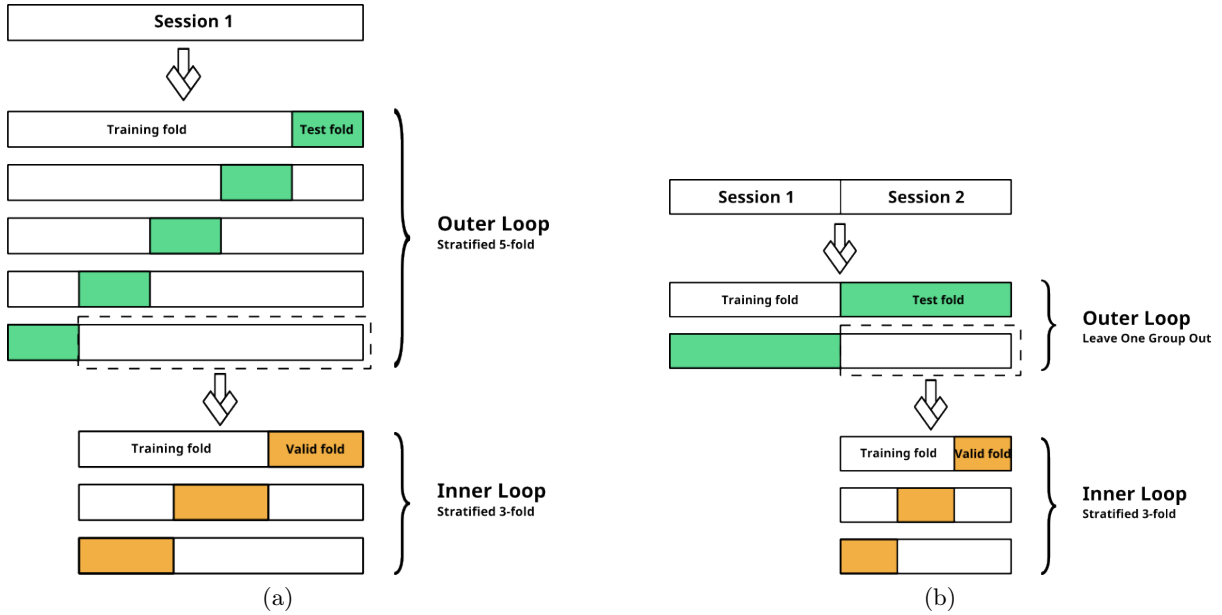 Session 1
Training fold
Test fold
Outer Loop
Stratified 5-fold
Training fold
Valid fold
Inner Loop
Stratified 3-fold
(a)
Session 1
Session 2
Training fold
Test fold
Outer Loop
Leave One Group Out
Training fold
Valid fold
Inner Loop
Stratified 3-fold
(b)